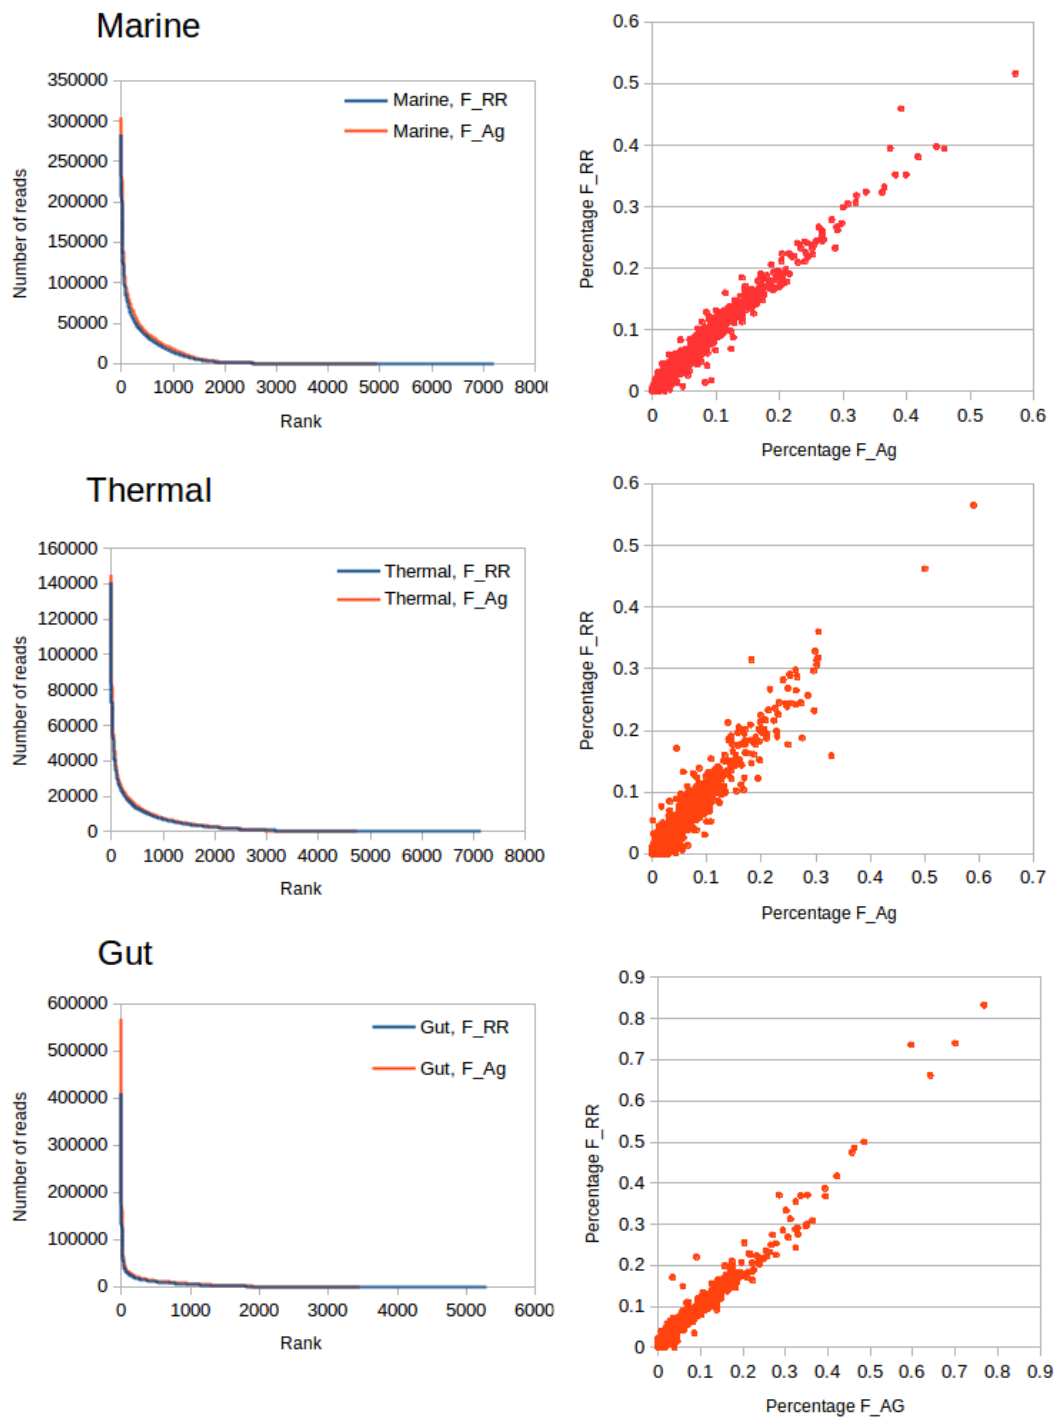 Marine
350000
300000
250000
200000
150000
100000
50000
0
Number of reads
Marine, F_RR
Marine, F_Ag
0 1000 2000 3000 4000 5000 6000 7000 800(
Rank
0.6
0.5
0.4
0.3
0.2
0.1
0
Percentage F_RR
0 0.1 0.2 0.3 0.4 0.5 0.6
Percentage F_Ag
Thermal
160000
140000
120000
100000
80000
60000
40000
20000
0
Number of reads
Thermal, F_RR
Thermal, F_Ag
0 1000 2000 3000 4000 5000 6000 7000 8000
Rank
0.6
0.5
0.4
0.3
0.2
0.1
0
Percentage F_RR
0 0.1 0.2 0.3 0.4 0.5 0.6 0.7
Percentage F_Ag
Gut
600000
500000
400000
300000
200000
100000
0
Number of reads
Gut, F_RR
Gut, F_Ag
0 1000 2000 3000 4000 5000 6000
Rank
0.9
0.8
0.7
0.6
0.5
0.4
0.3
0.2
0.1
0
Percentage F_RR
0 0.1 0.2 0.3 0.4 0.5 0.6 0.7 0.8 0.9
Percentage F_AG